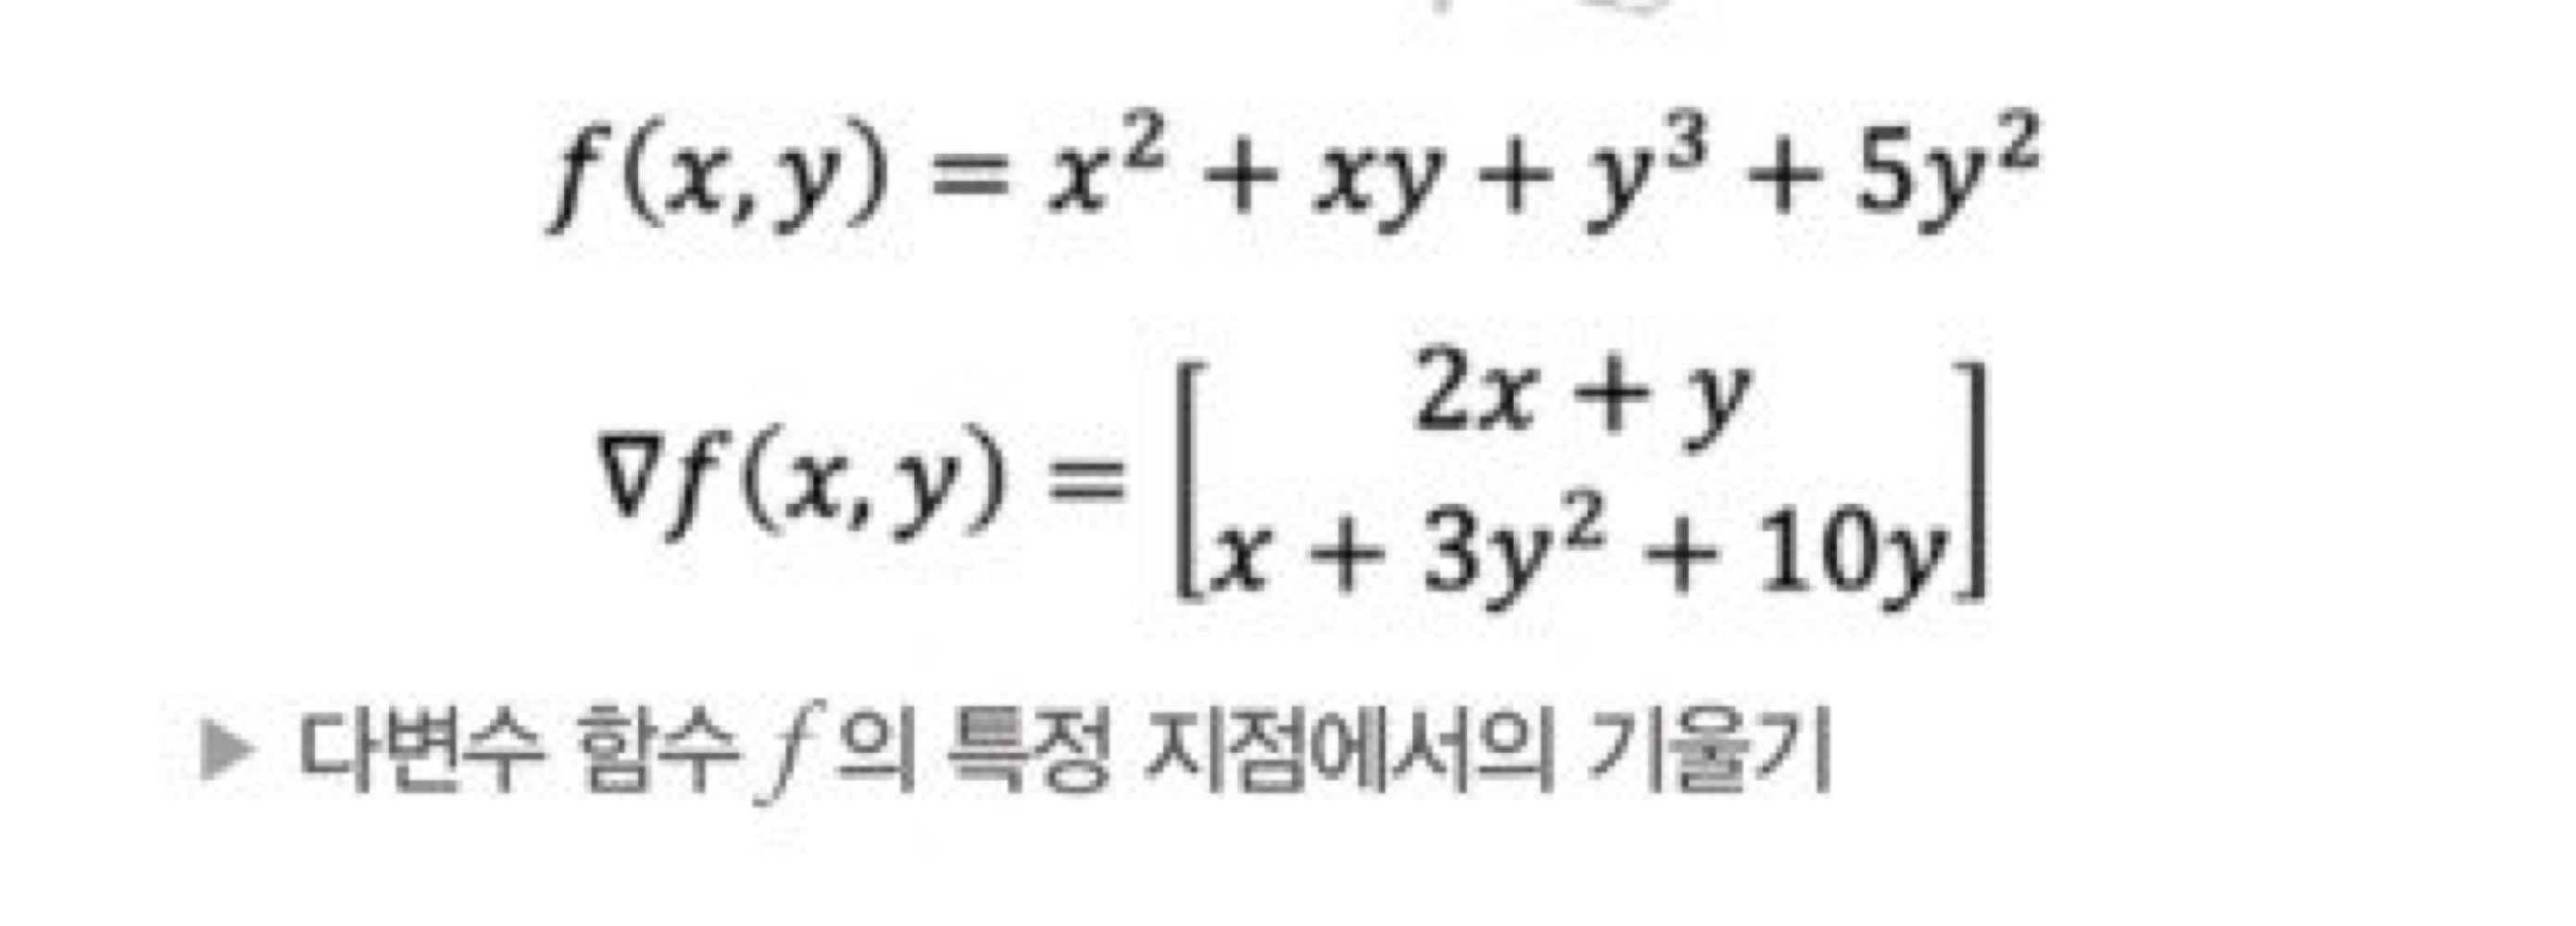 f(x, y) = x² + xy + y³ + 5y²
∇f(x, y) = [2x + y
x + 3y² + 10y]
▶ 다변수 함수 f 의 특정 지점에서의 기울기